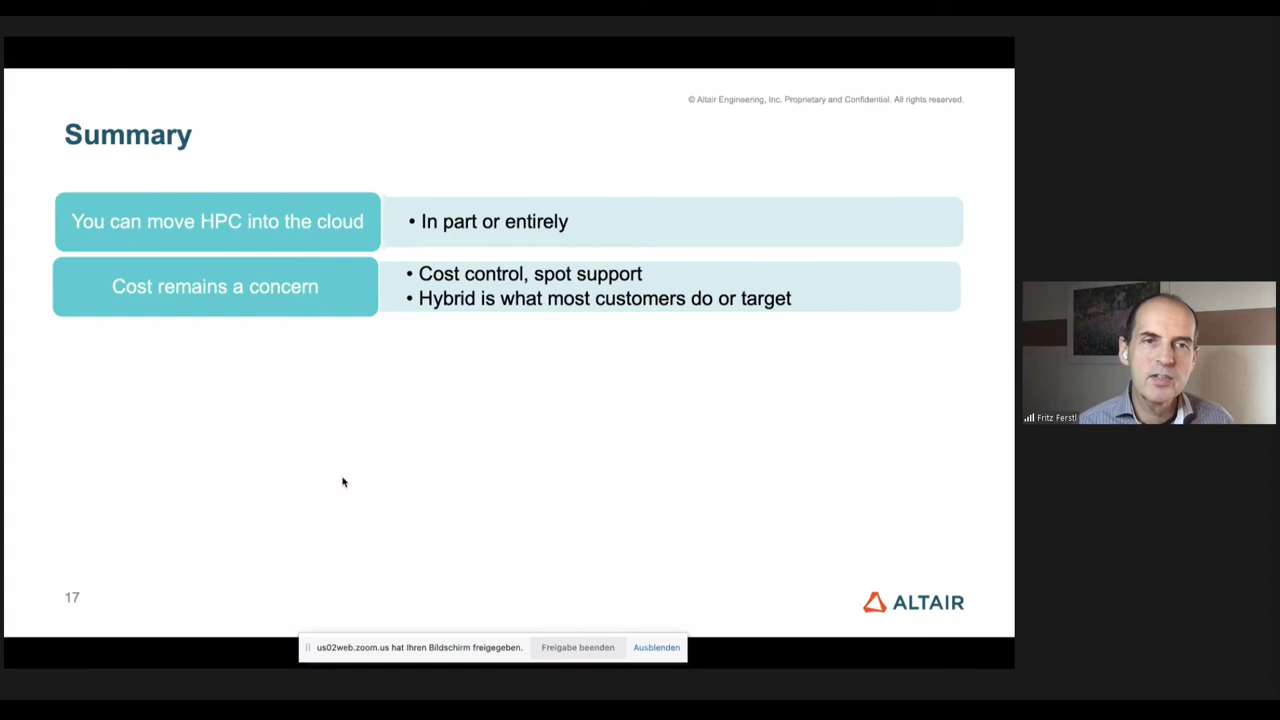 © Altair Engineering, Inc. Proprietary and Confidential. All rights reserved.
Summary
You can move HPC into the cloud
• In part or entirely
Cost remains a concern
• Cost control, spot support
• Hybrid is what most customers do or target
Fritz Ferstl
17
ALTAIR
us02web.zoom.us hat Ihren Bildschirm freigegeben.
Freigabe beenden
Ausblenden